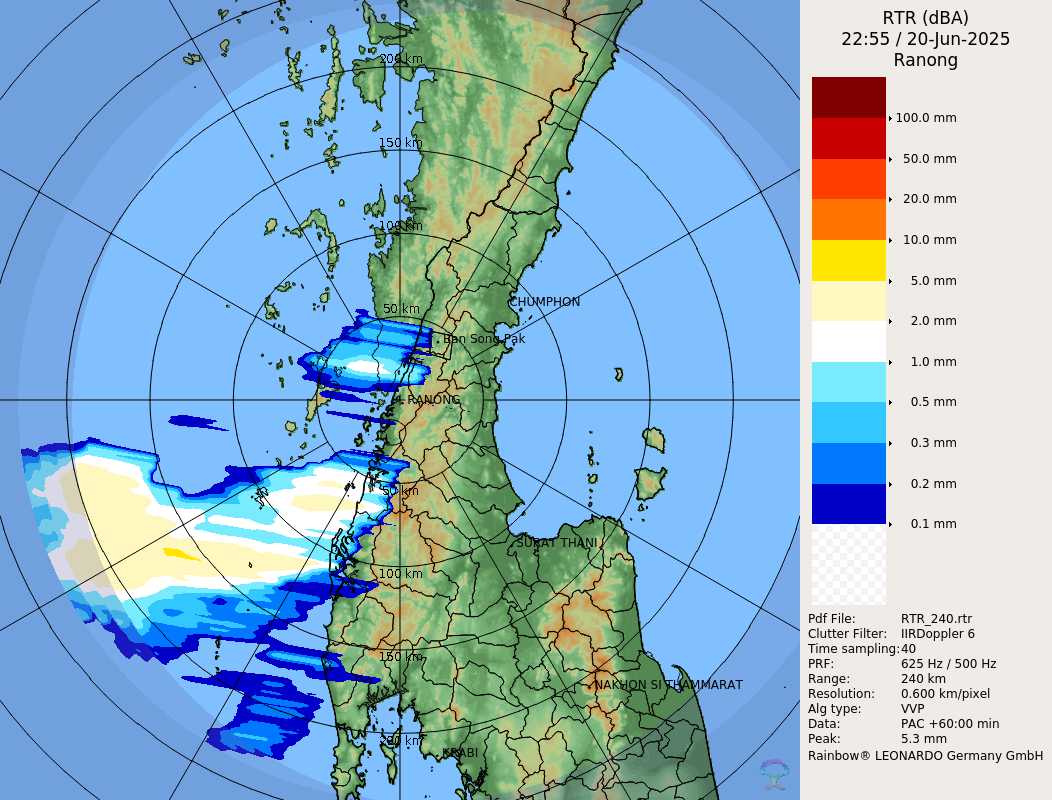 RTR (dBA)
22:55 / 20-Jun-2025
Ranong
200 km
150 km
100 km
50 km
CHUMPHON
Ban Song Pak
RANONG
50 km
SURAT THANI
100 km
150 km
NAKHON SI THAMMARAT
200 km
KRABI
100.0 mm
50.0 mm
20.0 mm
10.0 mm
5.0 mm
2.0 mm
1.0 mm
0.5 mm
0.3 mm
0.2 mm
0.1 mm
Pdf File: RTR_240.rtr
Clutter Filter: IIRDoppler 6
Time sampling:40
PRF: 625 Hz / 500 Hz
Range: 240 km
Resolution: 0.600 km/pixel
Alg type: VVP
Data: PAC +60:00 min
Peak: 5.3 mm
Rainbow® LEONARDO Germany GmbH